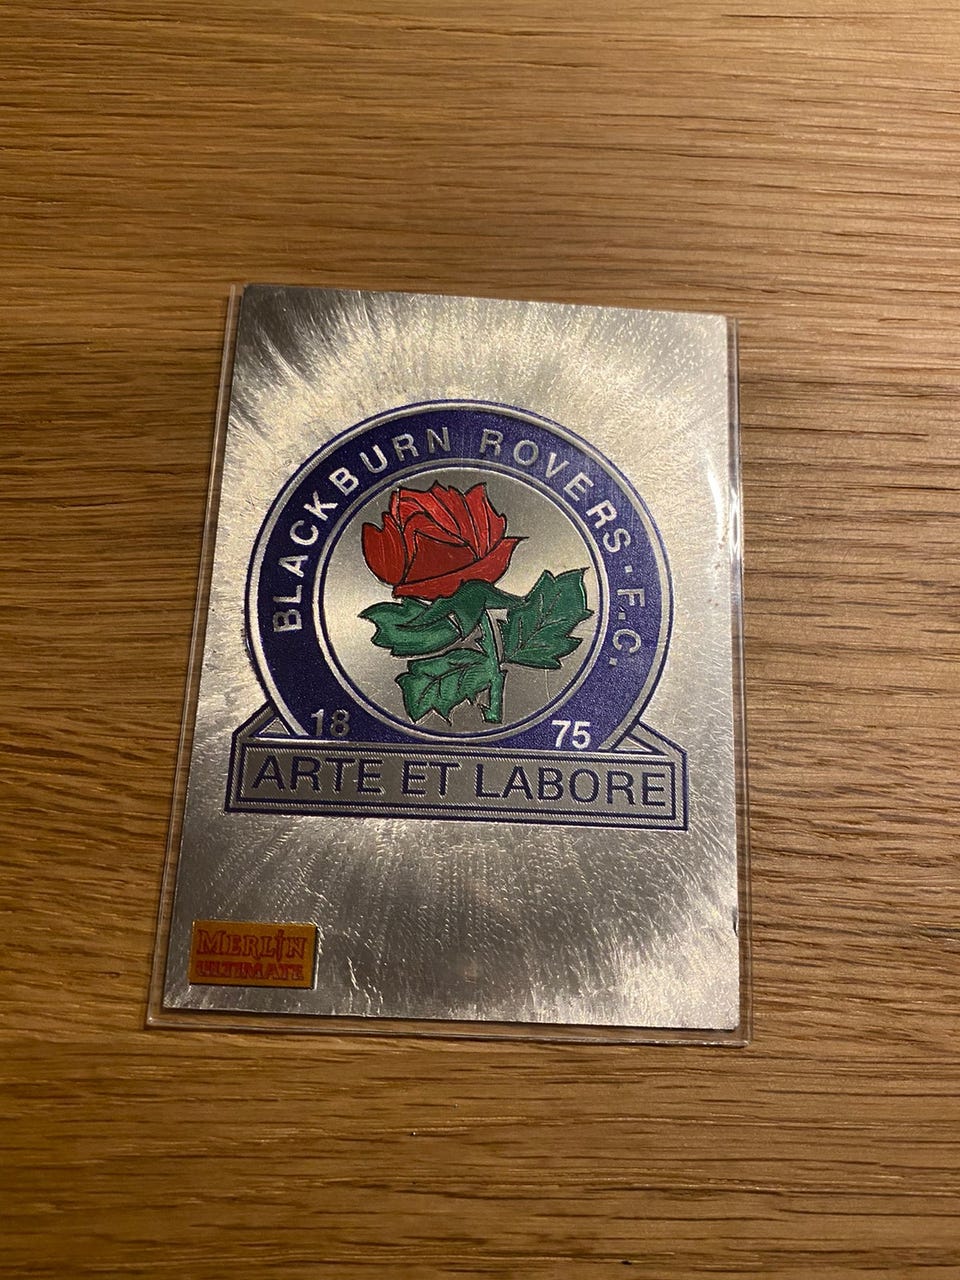 BLACKBURN ROVERS · F.C.
18 75
ARTE ET LABORE
MERLIN
ULTIMATE